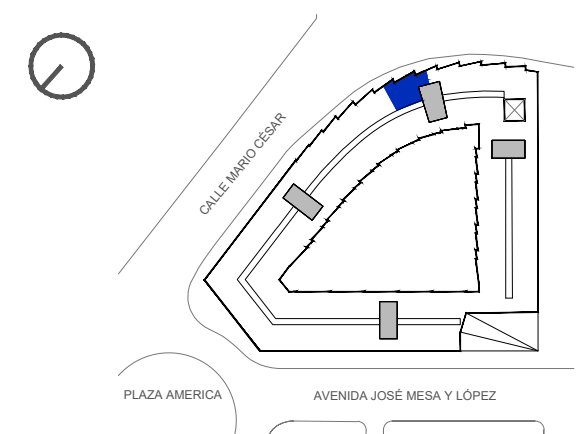 CALLE MARIO CÉSAR
PLAZA AMERICA
AVENIDA JOSÉ MESA Y LÓPEZ